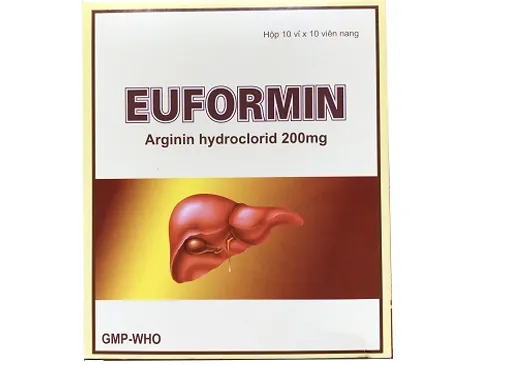 Hộp 10 vỉ x 10 viên nang
EUFORMIN
Arginin hydroclorid 200mg
GMP-WHO